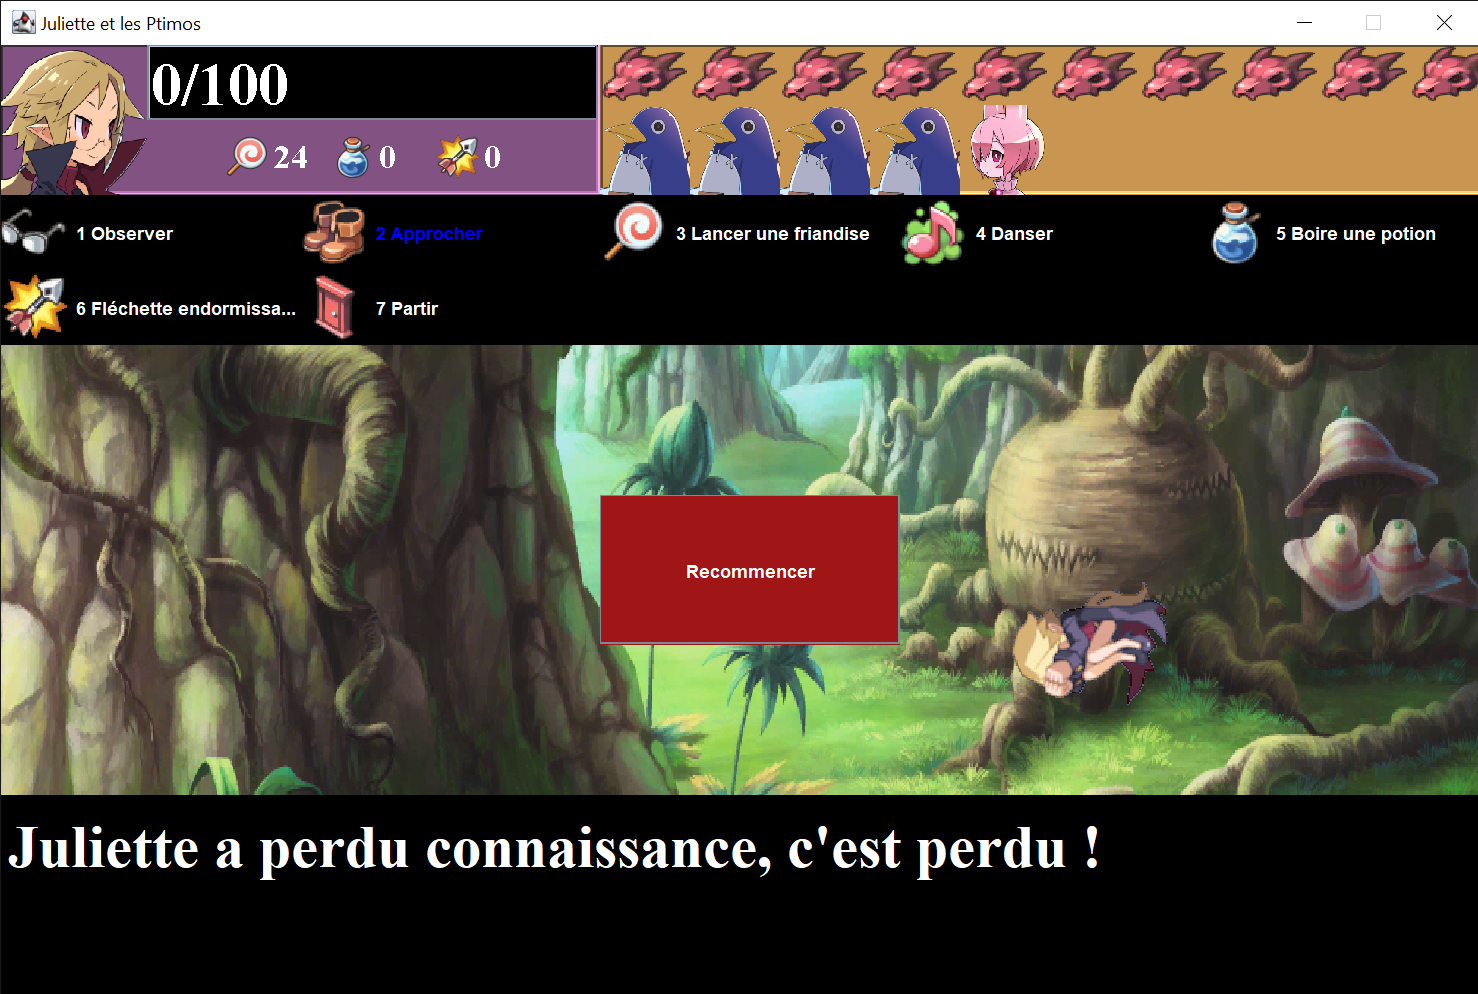 Juliette et les Ptimos
0/100
24 0 0
1 Observer
2 Approcher
3 Lancer une friandise
4 Danser
5 Boire une potion
6 Fléchette endormissa...
7 Partir
Recommencer
Juliette a perdu connaissance, c'est perdu !